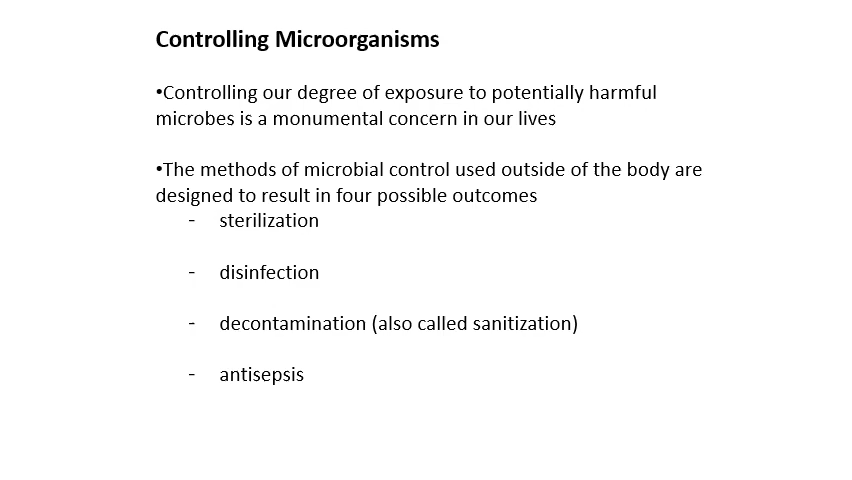 Controlling Microorganisms
•Controlling our degree of exposure to potentially harmful
microbes is a monumental concern in our lives
•The methods of microbial control used outside of the body are
designed to result in four possible outcomes
- sterilization
- disinfection
- decontamination (also called sanitization)
- antisepsis